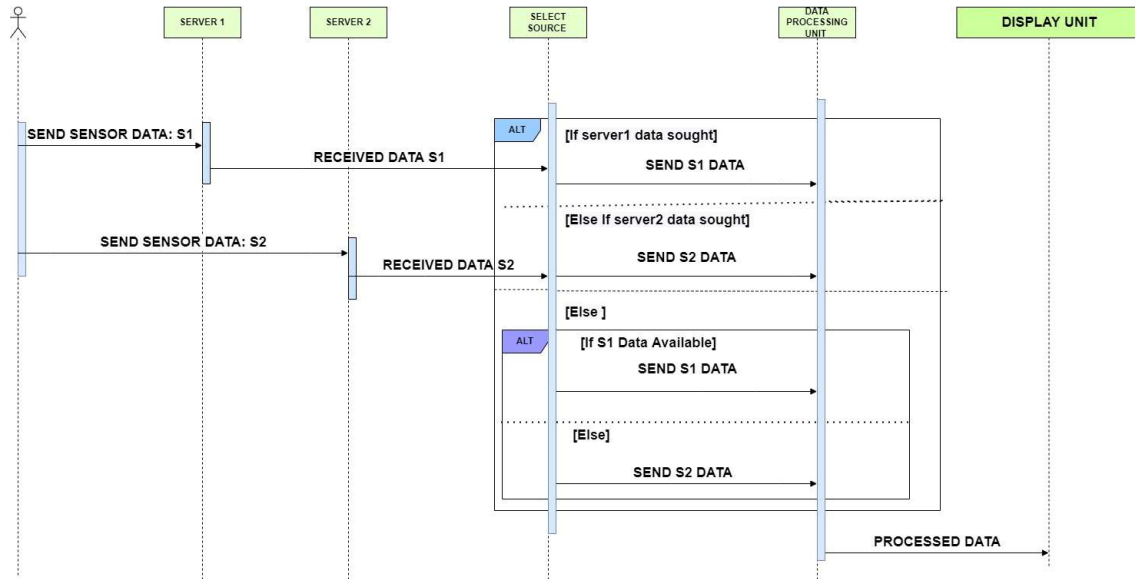 SERVER 1
SERVER 2
SELECT
SOURCE
DATA
PROCESSING
UNIT
DISPLAY UNIT
SEND SENSOR DATA: S1
ALT
[If server1 data sought]
RECEIVED DATA S1
SEND S1 DATA
[Else If server2 data sought]
SEND SENSOR DATA: S2
RECEIVED DATA S2
SEND S2 DATA
[Else ]
ALT
[If S1 Data Available]
SEND S1 DATA
[Else]
SEND S2 DATA
PROCESSED DATA